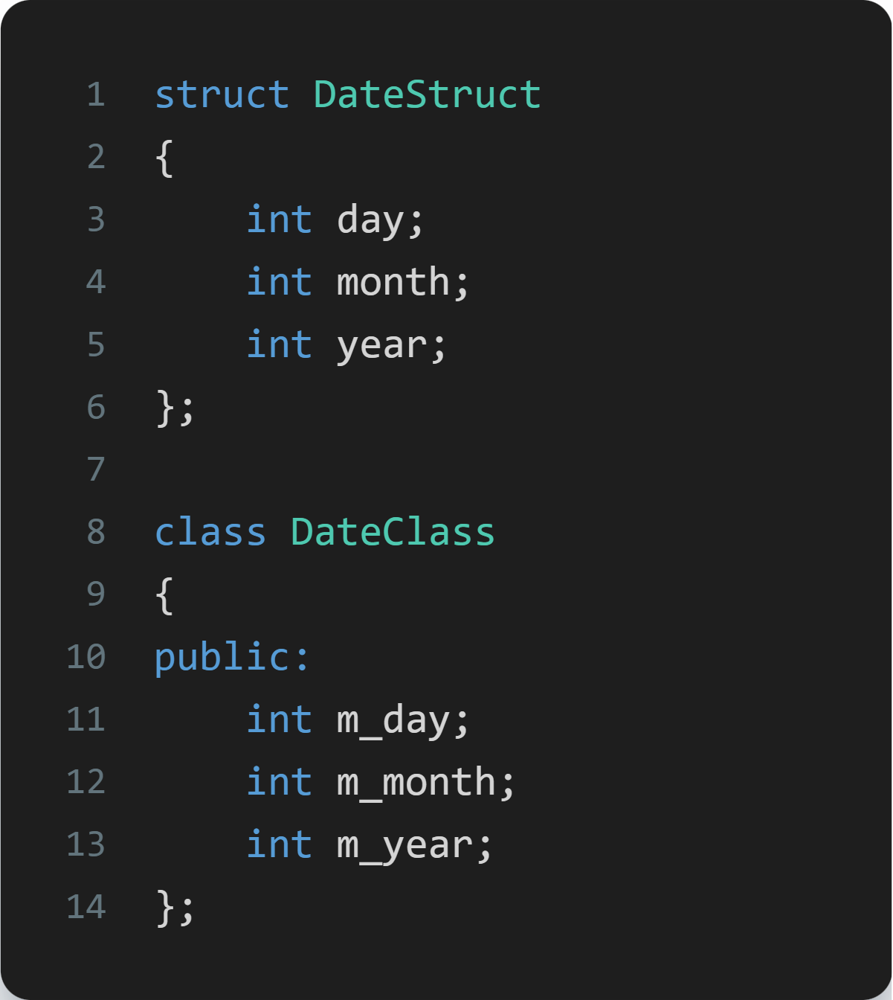 1 struct DateStruct
2 {
3     int day;
4     int month;
5     int year;
6 };
7
8 class DateClass
9 {
10 public:
11     int m_day;
12     int m_month;
13     int m_year;
14 };